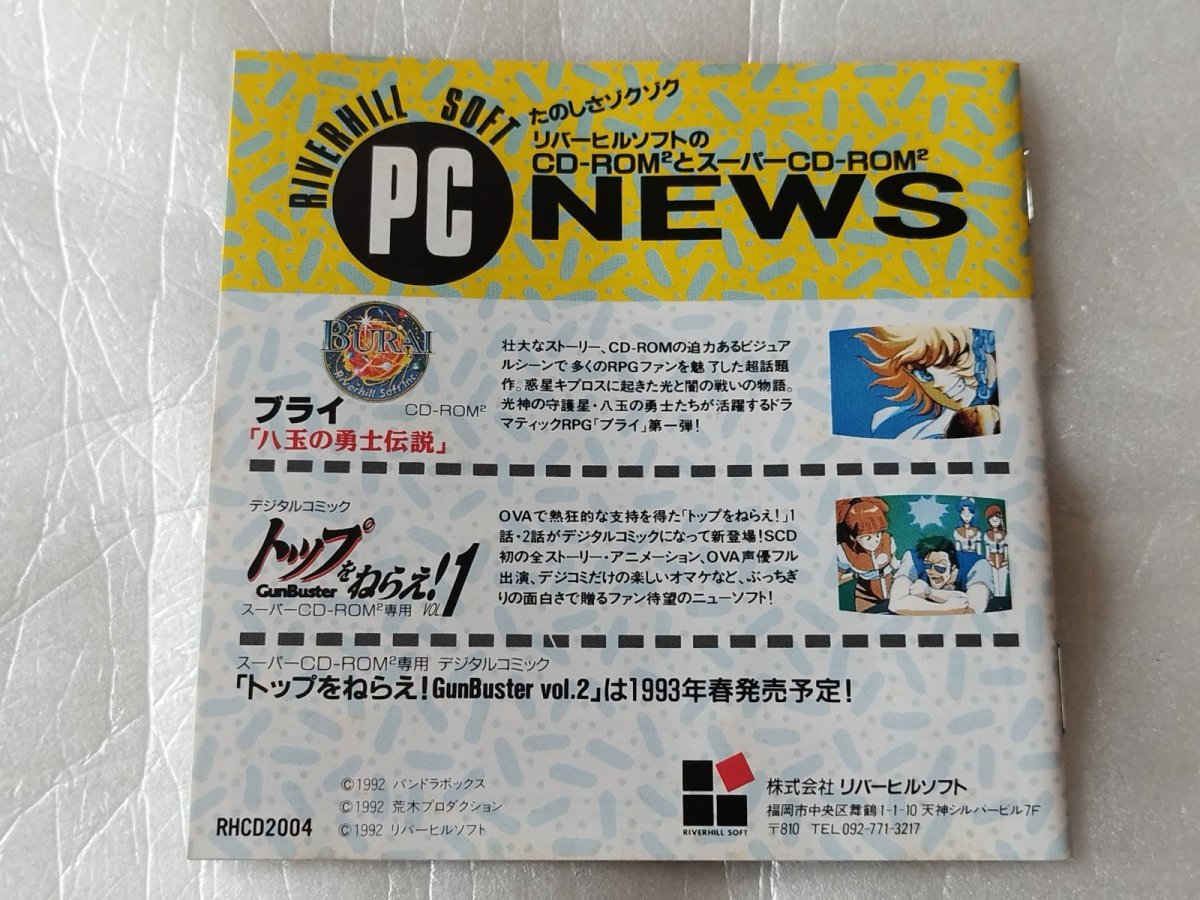 RIVERHILL SOFT
PC
たのしさゾクゾク
リバーヒルソフトの
CD-ROM²とスーパーCD-ROM²
NEWS
BURAI
Riverhill Soft Inc.
ブライ
CD-ROM²
「八玉の勇士伝説」
壮大なストーリー、CD-ROMの迫力あるビジュア
ルシーンで多くのRPGファンを魅了した超話題
作。惑星キプロスに起きた光と闇の戦いの物語。
光神の守護星・八玉の勇士たちが活躍するドラ
マティックRPG「ブライ」第一弾!
デジタルコミック
トップをねらえ!
GunBuster
VOL.1
スーパーCD-ROM²専用
OVAで熱狂的な支持を得た「トップをねらえ!」1
話・2話がデジタルコミックになって新登場!SCD
初の全ストーリー・アニメーション、OVA声優フル
出演、デジコミだけの楽しいオマケなど、ぶっちぎ
りの面白さで贈るファン待望のニューソフト!
スーパーCD-ROM²専用 デジタルコミック
「トップをねらえ!GunBuster vol.2」は1993年春発売予定!
©1992 パンドラボックス
©1992 荒木プロダクション
©1992 リバーヒルソフト
RHCD2004
RIVERHILL SOFT
株式会社 リバーヒルソフト
福岡市中央区舞鶴1-1-10 天神シルバービル7F
〒810 TEL 092-771-3217